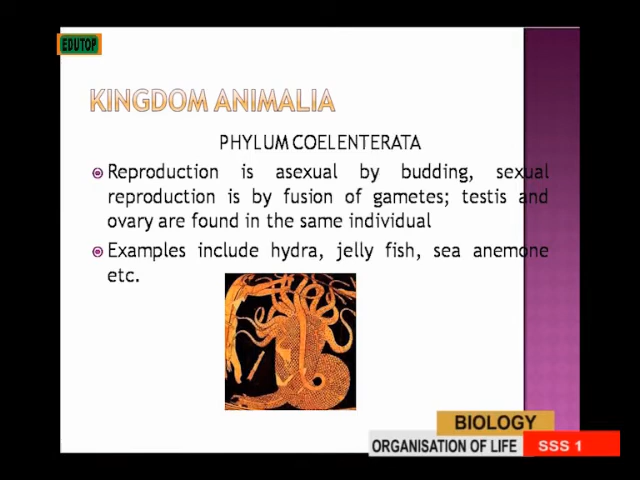 EDUTOP
KINGDOM ANIMALIA
PHYLUM COELENTERATA
Reproduction is asexual by budding, sexual
reproduction is by fusion of gametes; testis and
ovary are found in the same individual
Examples include hydra, jelly fish, sea anemone
etc.
BIOLOGY
ORGANISATION OF LIFE SSS 1